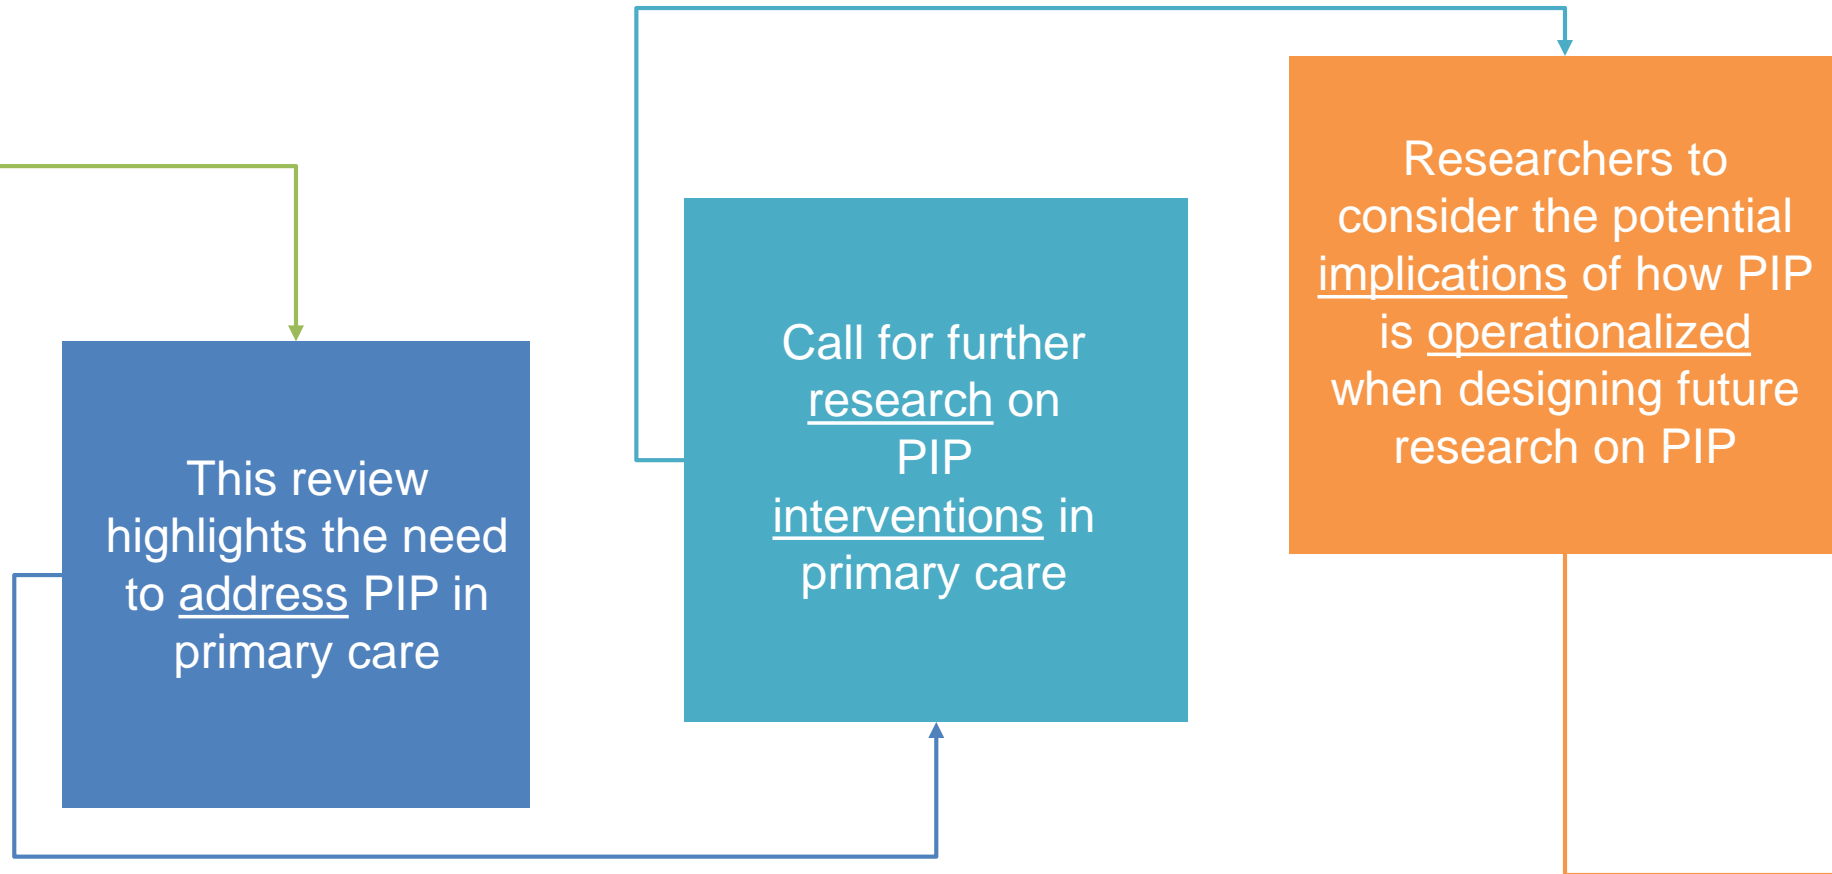 This review
highlights the need
to address PIP in
primary care
Call for further
research on
PIP
interventions in
primary care
Researchers to
consider the potential
implications of how PIP
is operationalized
when designing future
research on PIP